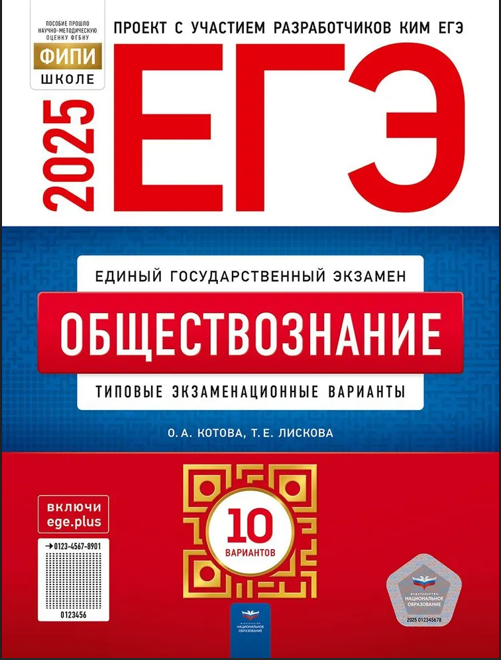 ПОСОБИЕ ПРОШЛО
НАУЧНО-МЕТОДИЧЕСКУЮ
ОЦЕНКУ ФГБНУ
ФИПИ
ШКОЛЕ
ПРОЕКТ С УЧАСТИЕМ РАЗРАБОТЧИКОВ КИМ ЕГЭ
2025
ЕГЭ
ЕДИНЫЙ ГОСУДАРСТВЕННЫЙ ЭКЗАМЕН
ОБЩЕСТВОЗНАНИЕ
ТИПОВЫЕ ЭКЗАМЕНАЦИОННЫЕ ВАРИАНТЫ
О. А. КОТОВА, Т. Е. ЛИСКОВА
10
ВАРИАНТОВ
ВКЛЮЧИ
ege.plus
→0123-4567-8901
0123456
ИЗДАТЕЛЬСТВО
НАЦИОНАЛЬНОЕ
ОБРАЗОВАНИЕ
ИЗДАТЕЛЬСТВО
НАЦИОНАЛЬНОЕ
ОБРАЗОВАНИЕ
2025 012345678